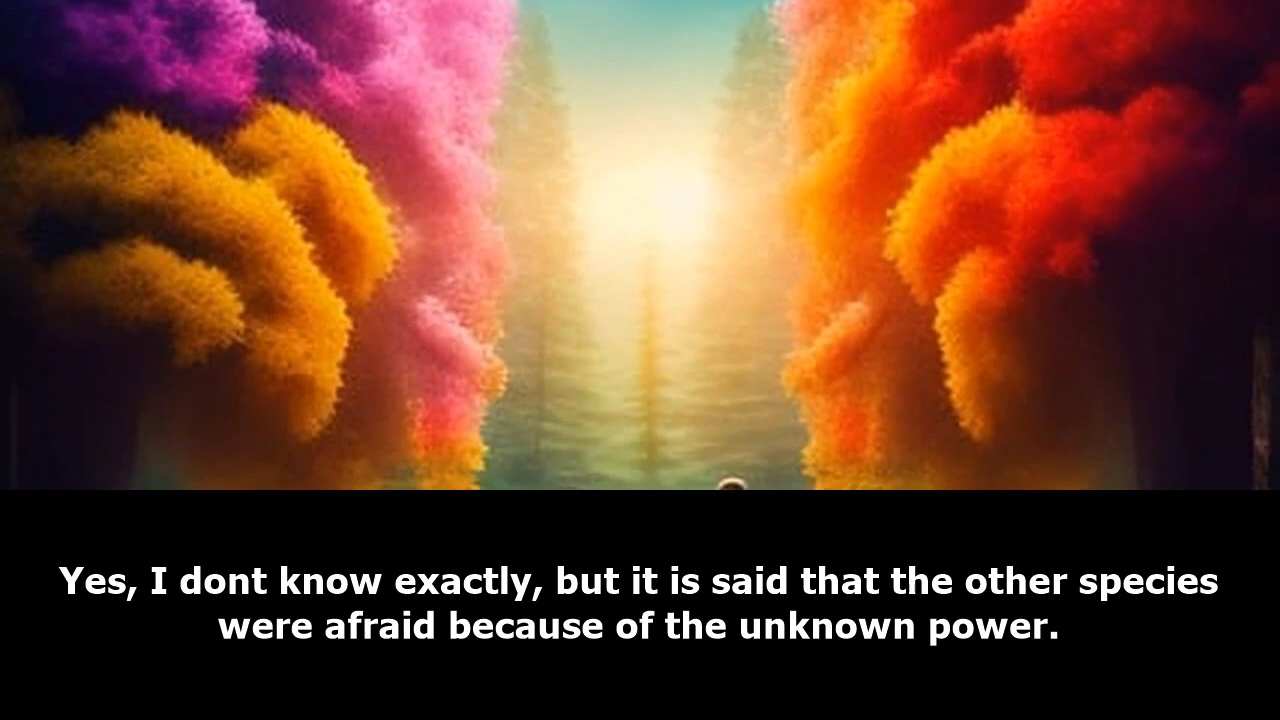 Yes, I dont know exactly, but it is said that the other species
were afraid because of the unknown power.